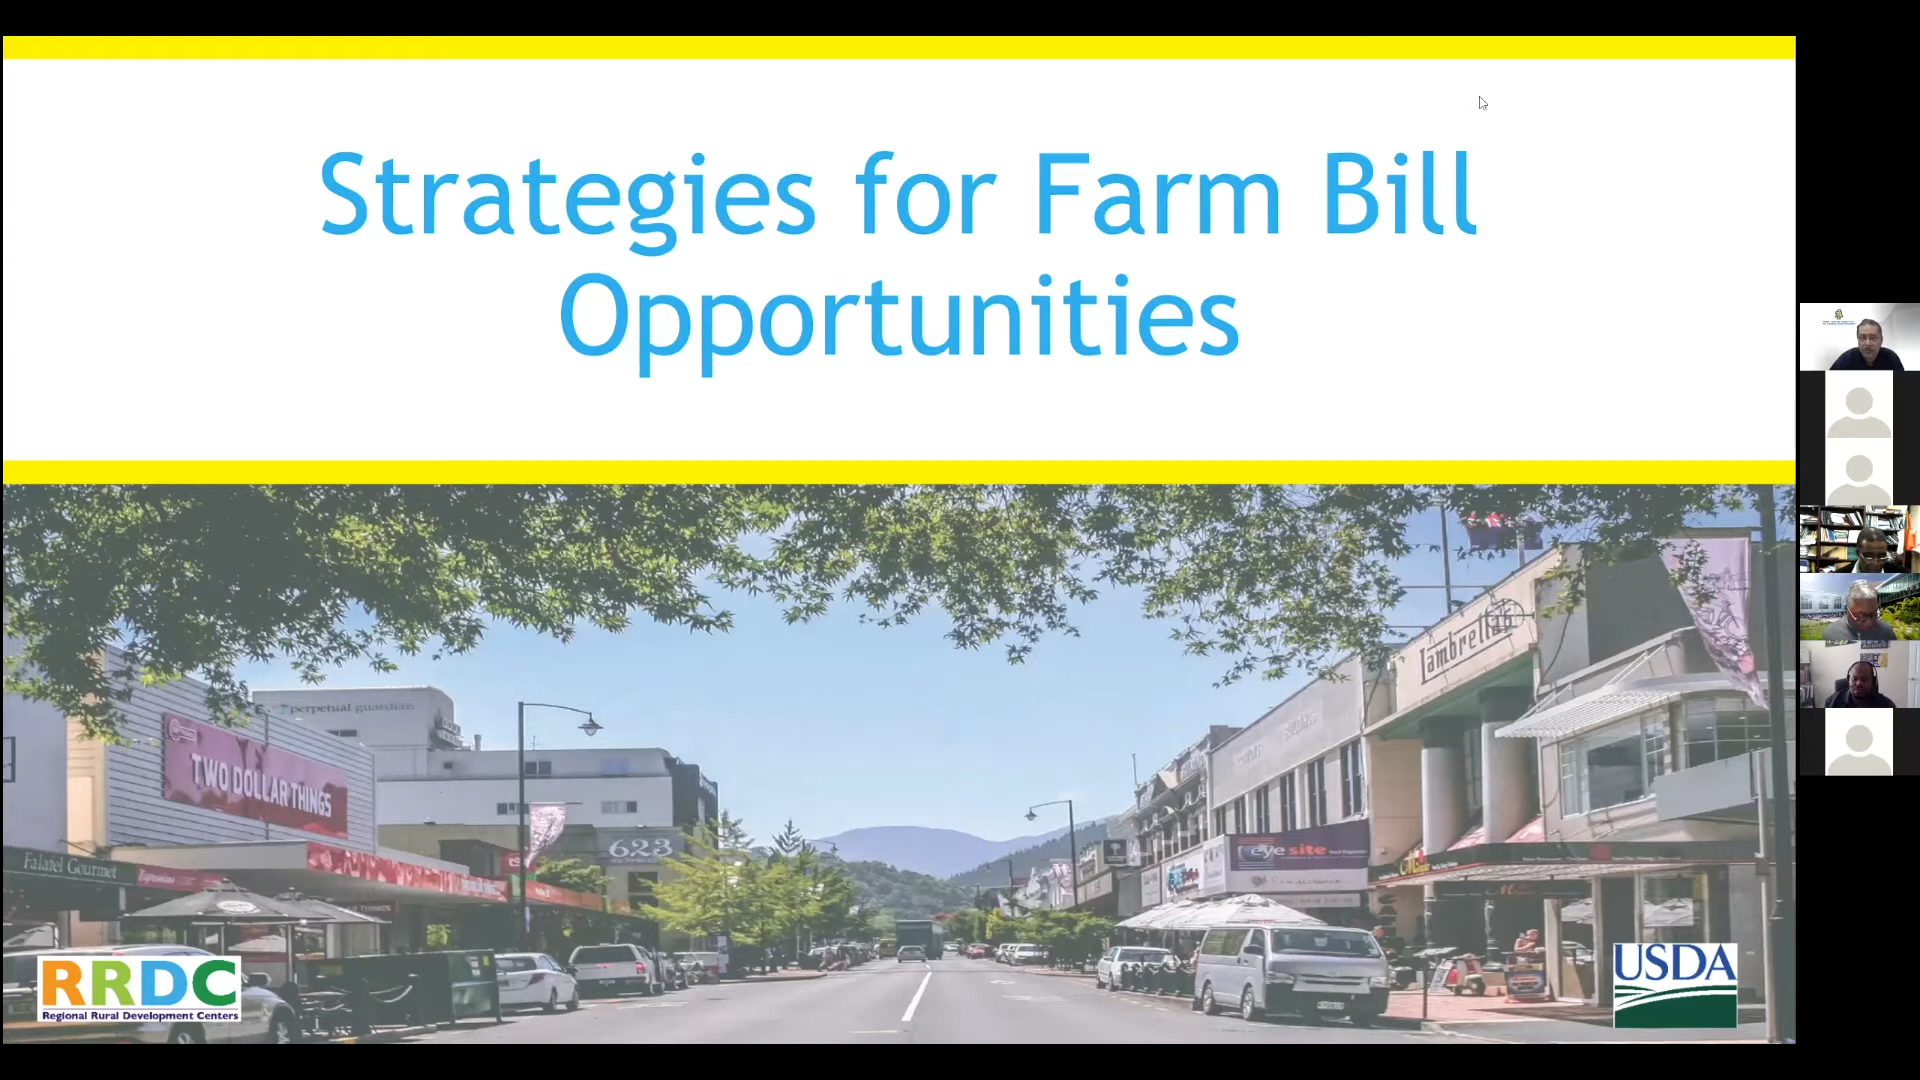 Strategies for Farm Bill
Opportunities
Lambrellas
perpetual guardian
TWO DOLLAR THINGS
623
eye site
Falafel Gourmet
RRDC
Regional Rural Development Centers
USDA